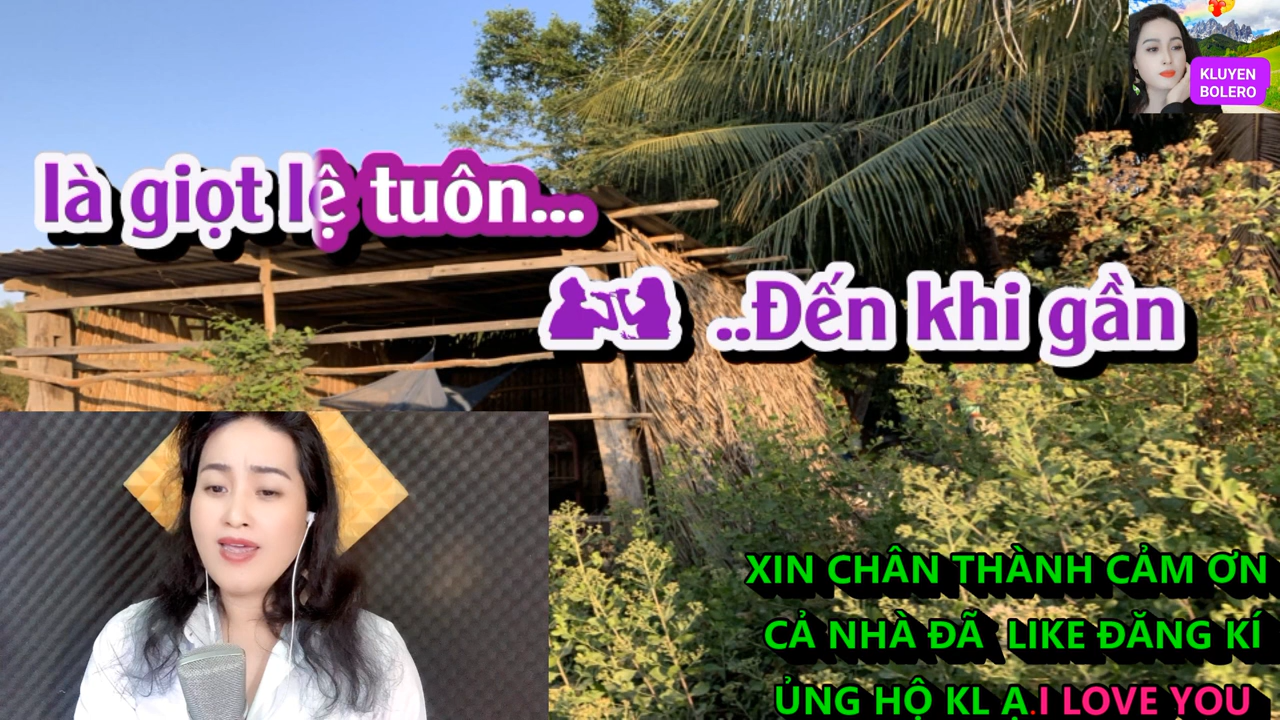 KLUYEN
BOLERO
là giọt lệ tuôn...
..Đến khi gần
XIN CHÂN THÀNH CẢM ƠN
CẢ NHÀ ĐÃ LIKE ĐĂNG KÍ
ỦNG HỘ KL Ạ.I LOVE YOU